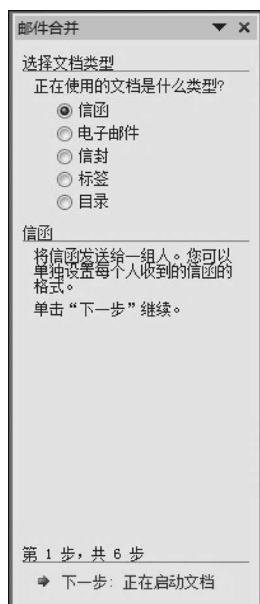 邮件合并
选择文档类型
正在使用的文档是什么类型?
信函
电子邮件
信封
标签
目录
信函
将信函发送给一组人。您可以
单独设置每个人收到的信函的
格式。
单击“下一步”继续。
第 1 步，共 6 步
下一步: 正在启动文档